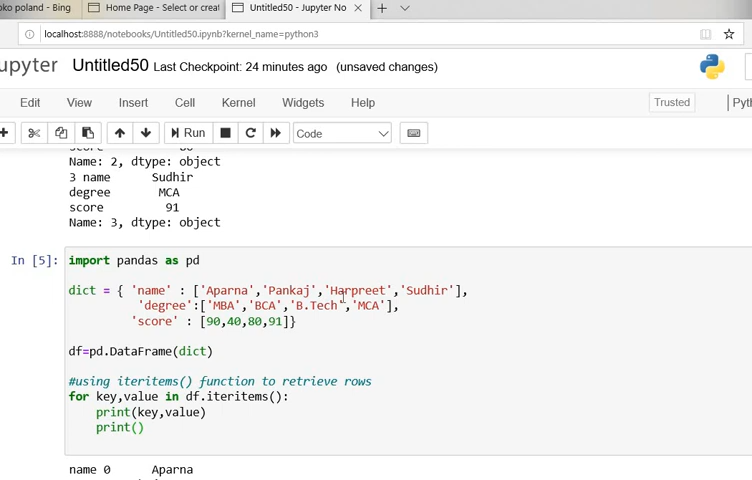 oko poland - Bing
Home Page - Select or creat
Untitled50 - Jupyter No
localhost:8888/notebooks/Untitled50.ipynb?kernel_name=python3
upyter Untitled50 Last Checkpoint: 24 minutes ago (unsaved changes)
Edit View Insert Cell Kernel Widgets Help Trusted Pyth
Run Code
score 80
Name: 2, dtype: object
3 name Sudhir
degree MCA
score 91
Name: 3, dtype: object
In [5]: import pandas as pd
dict = { 'name' : ['Aparna','Pankaj','Harpreet','Sudhir'],
'degree':['MBA','BCA','B.Tech','MCA'],
'score' : [90,40,80,91]}
df=pd.DataFrame(dict)
#using iteritems() function to retrieve rows
for key,value in df.iteritems():
print(key,value)
print()
name 0 Aparna